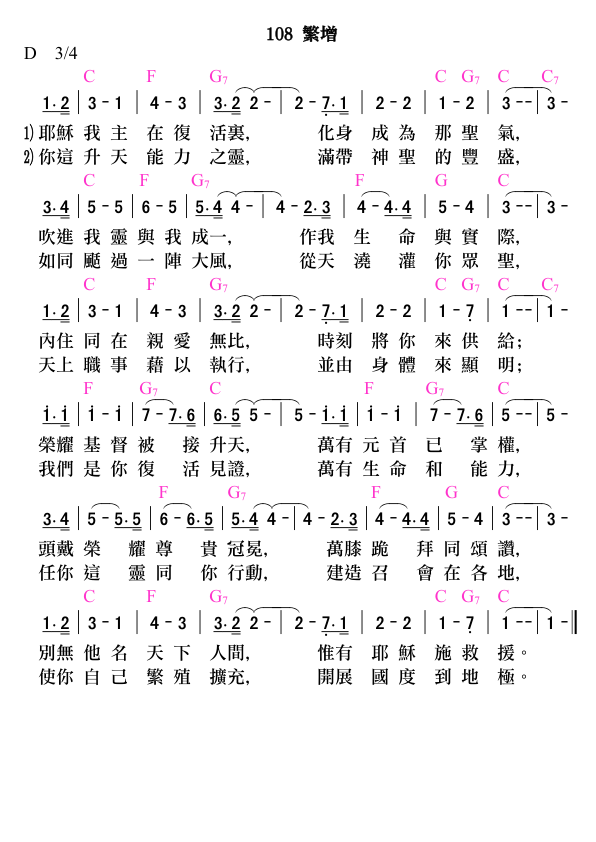 108 繁增
D 3/4
C F G7 C G7 C C7
1·2 | 3-1 | 4-3 | 3·2 2- | 2-7·1 | 2-2 | 1-2 | 3-- | 3-
1) 耶穌 我 主 在 復 活裏, 化身 成 為 那 聖 氣,
2) 你這 升 天 能 力 之靈, 滿帶 神 聖 的 豐 盛,
C F G7 F G C
3·4 | 5-5 | 6-5 | 5·4 4- | 4-2·3 | 4-4·4 | 5-4 | 3-- | 3-
吹進 我 靈 與 我 成一, 作我 生 命 與 實 際,
如同 颳 過 一 陣 大風, 從天 澆 灌 你 眾 聖,
C F G7 C G7 C C7
1·2 | 3-1 | 4-3 | 3·2 2- | 2-7·1 | 2-2 | 1-7 | 1-- | 1-
內住 同 在 親 愛 無比, 時刻 將 你 來 供 給;
天上 職 事 藉 以 執行, 並由 身 體 來 顯 明;
F G7 C F G7 C
1·1 | 1-1 | 7-7·6 | 6·5 5- | 5-1·1 | 1-1 | 7-7·6 | 5-- | 5-
榮耀 基 督 被 接 升天, 萬有 元 首 已 掌 權,
我們 是 你 復 活 見證, 萬有 生 命 和 能 力,
F G7 F G C
3·4 | 5-5·5 | 6-6·5 | 5·4 4- | 4-2·3 | 4-4·4 | 5-4 | 3-- | 3-
頭戴 榮 耀 尊 貴 冠冕, 萬膝 跪 拜 同 頌 讚,
任你 這 靈 同 你 行動, 建造 召 會 在 各 地,
C F G7 C G7 C
1·2 | 3-1 | 4-3 | 3·2 2- | 2-7·1 | 2-2 | 1-7 | 1-- | 1-‖
別無 他 名 天 下 人間, 惟有 耶 穌 施 救 援。
使你 自 己 繁 殖 擴充, 開展 國 度 到 地 極。